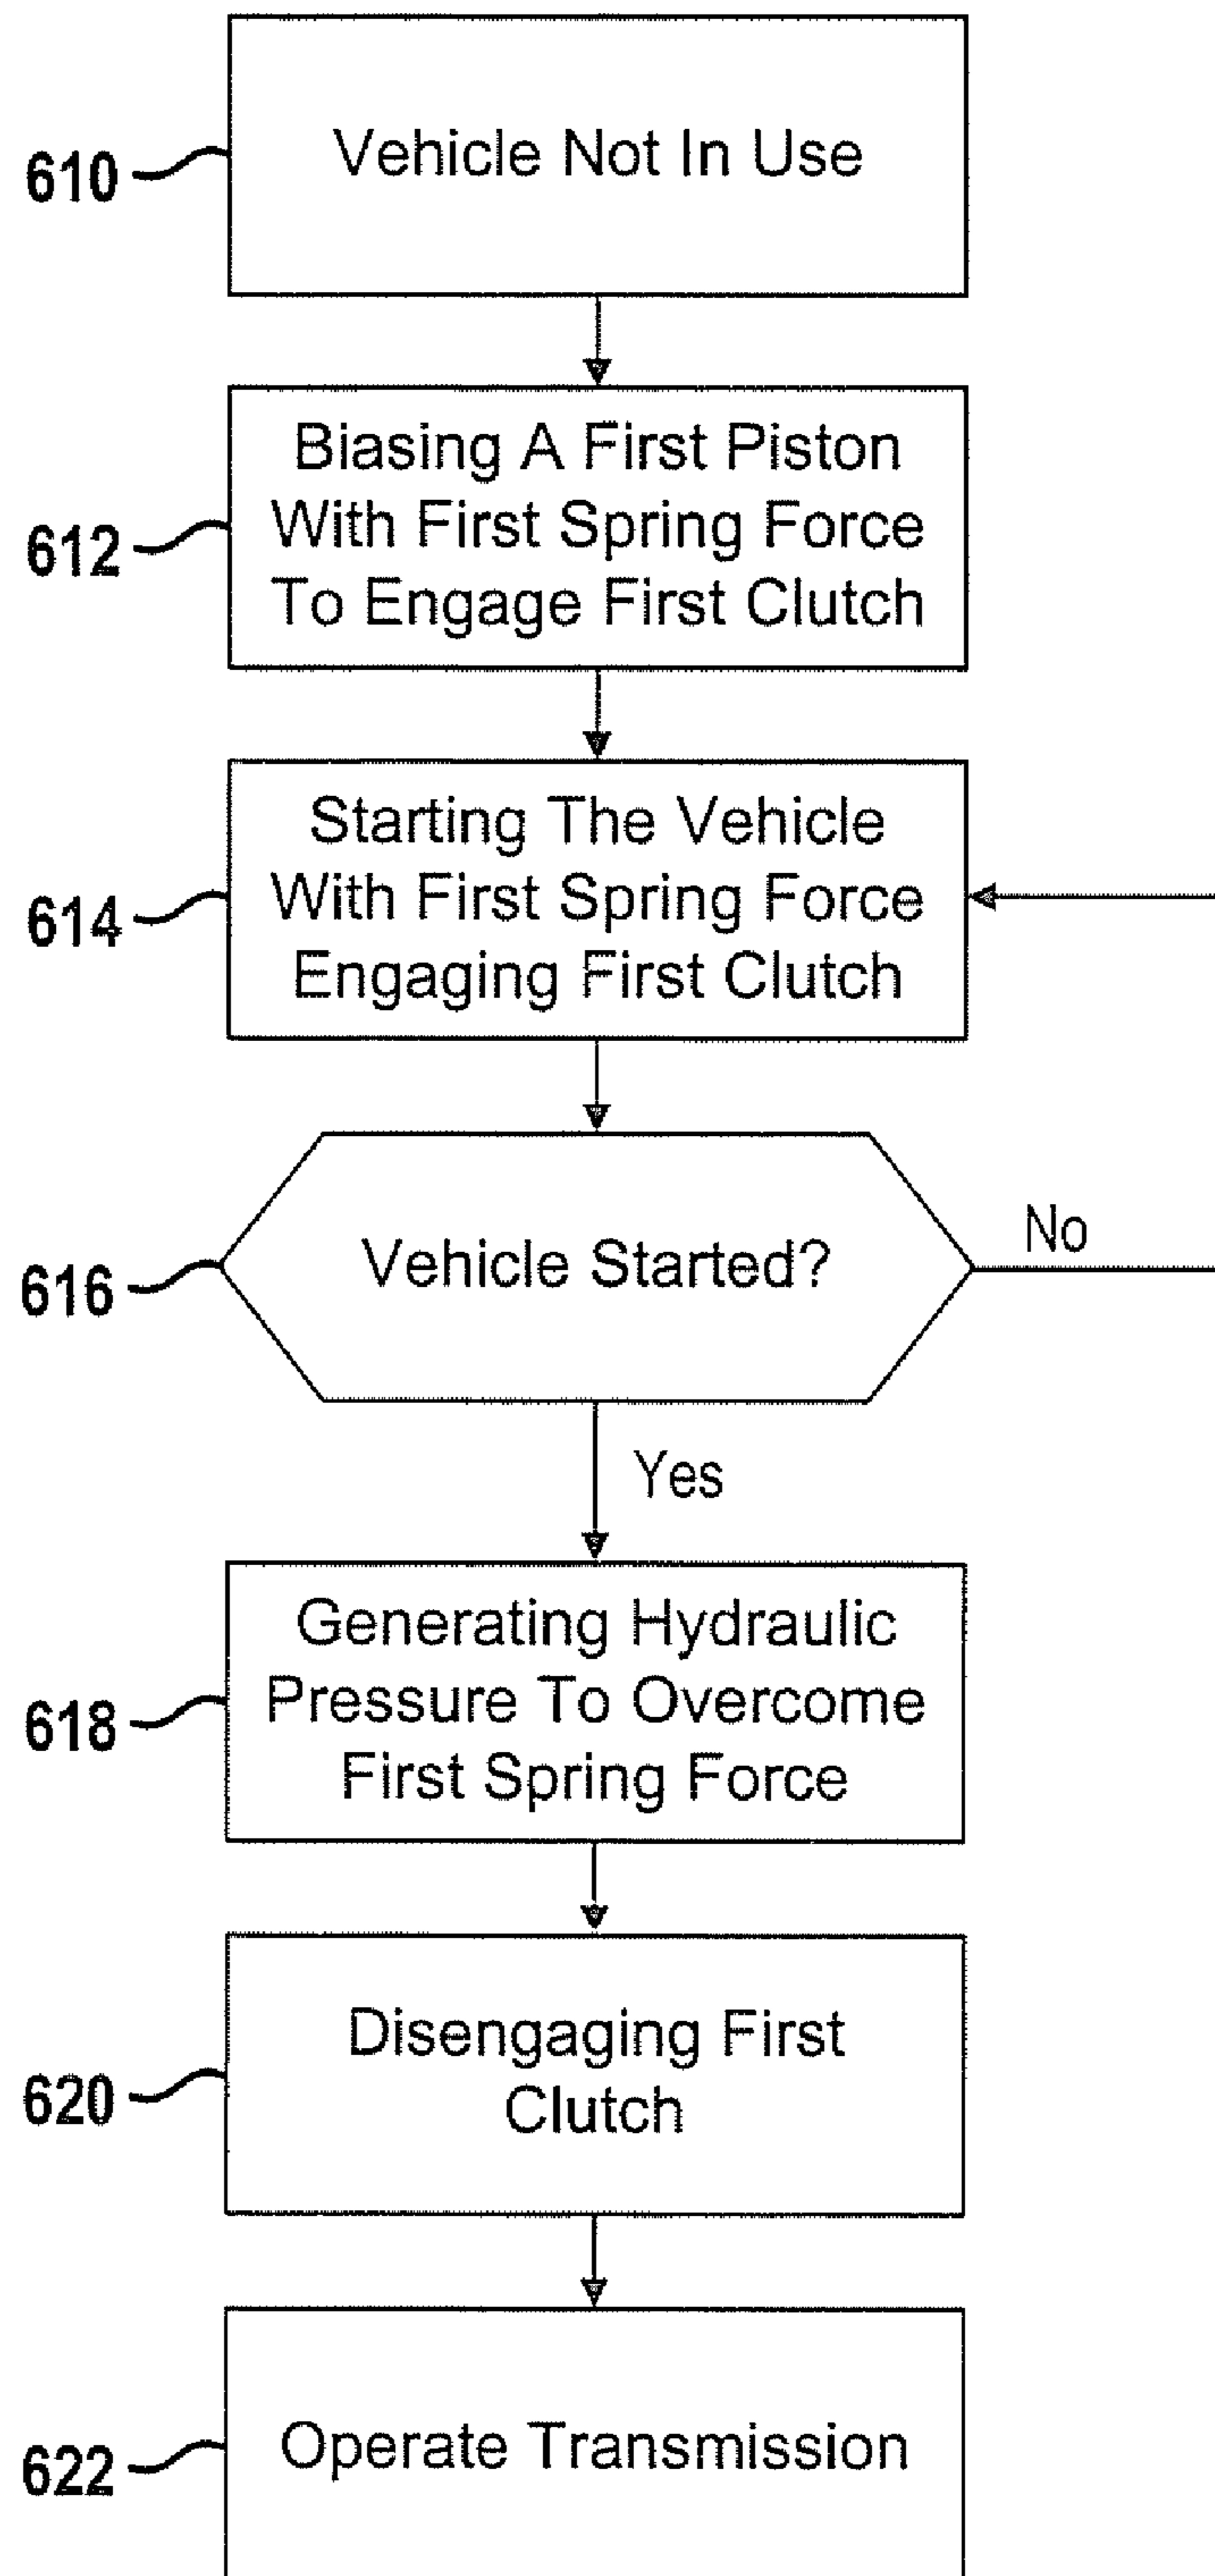 610
Vehicle Not In Use
612
Biasing A First Piston
With First Spring Force
To Engage First Clutch
614
Starting The Vehicle
With First Spring Force
Engaging First Clutch
616
Vehicle Started?
No
Yes
618
Generating Hydraulic
Pressure To Overcome
First Spring Force
620
Disengaging First
Clutch
622
Operate Transmission